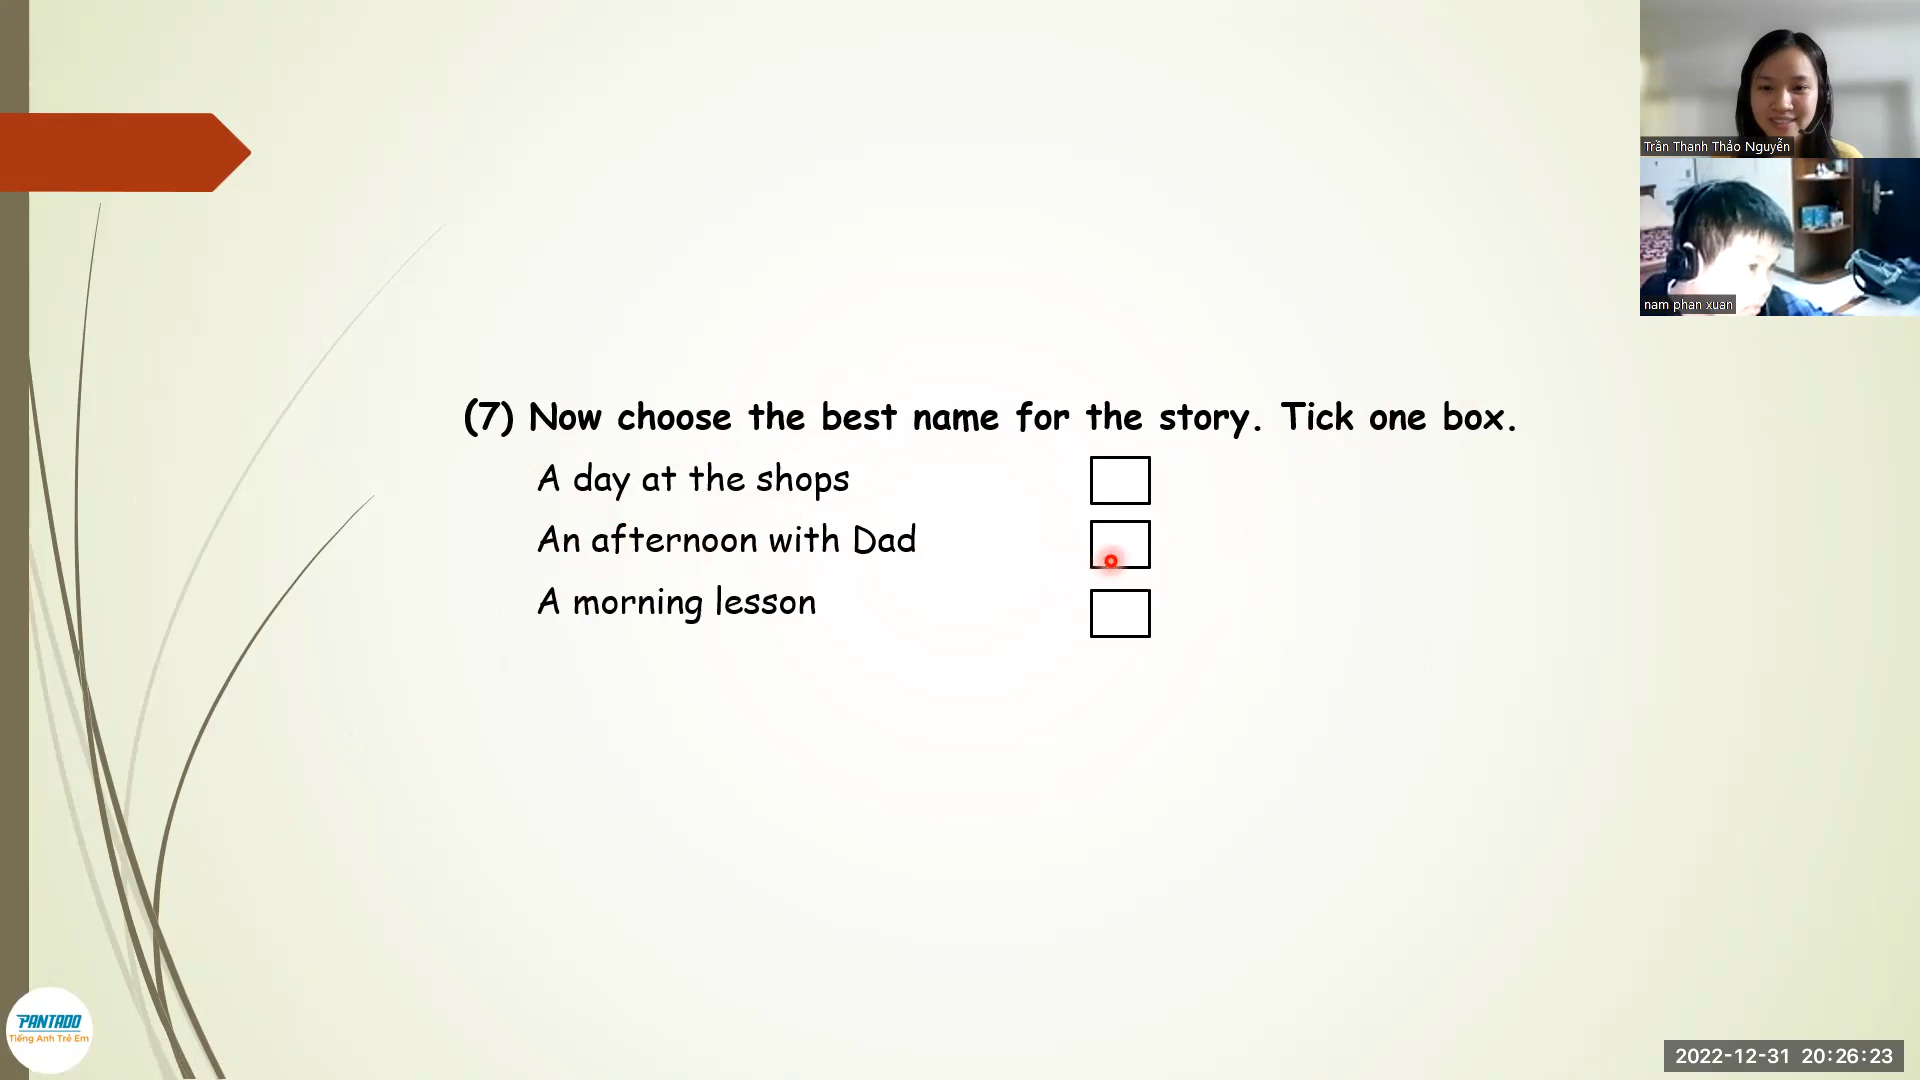 Trần Thanh Thảo Nguyễn
nam phan xuan
(7) Now choose the best name for the story. Tick one box.
A day at the shops
An afternoon with Dad
A morning lesson
PANTADO
Tiếng Anh Trẻ Em
2022-12-31 20:26:23